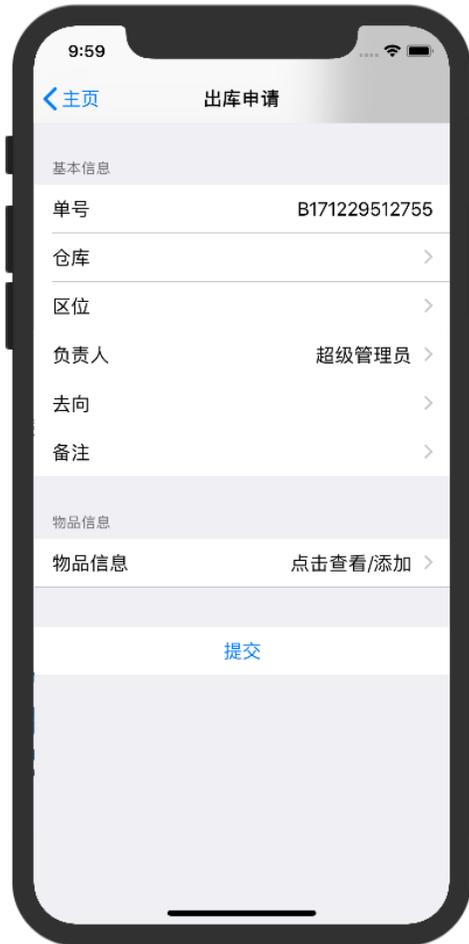 9:59
主页 出库申请
基本信息
单号 B171229512755
仓库
区位
负责人 超级管理员
去向
备注
物品信息
物品信息 点击查看/添加
提交